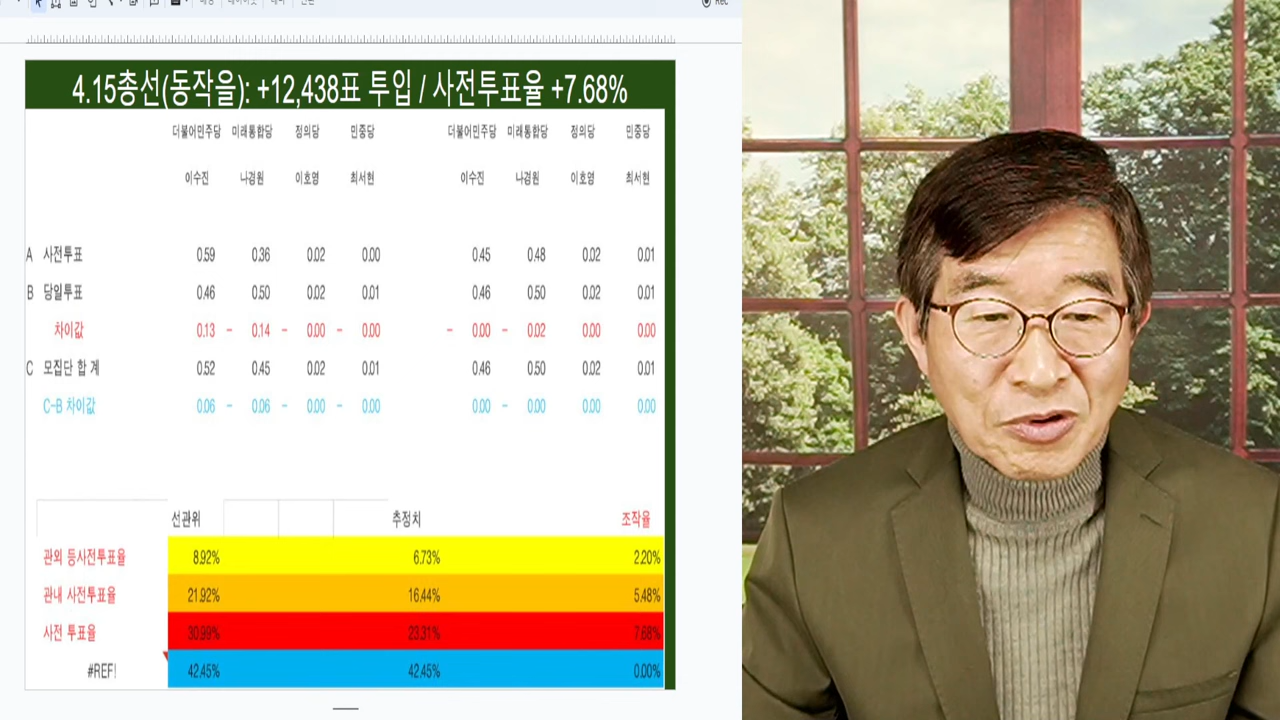 Rec
4.15총선(동작을): +12,438표 투입 / 사전투표율 +7.68%
더불어민주당 미래통합당 정의당 민중당 더불어민주당 미래통합당 정의당 민중당
이수진 나경원 이호영 최서현 이수진 나경원 이호영 최서현
A 사전투표 0.59 0.36 0.02 0.00 0.45 0.48 0.02 0.01
B 당일투표 0.46 0.50 0.02 0.01 0.46 0.50 0.02 0.01
차이값 0.13 - 0.14 - 0.00 - 0.00 - 0.00 - 0.02 0.00 0.00
C 모집단 합 계 0.52 0.45 0.02 0.01 0.46 0.50 0.02 0.01
C-B 차이값 0.06 - 0.06 - 0.00 - 0.00 0.00 - 0.00 0.00 0.00
선관위 추정치 조작율
관외 등사전투표율 8.92% 6.73% 2.20%
관내 사전투표율 21.92% 16.44% 5.48%
사전 투표율 30.99% 23.31% 7.68%
#REF! 42.45% 42.45% 0.00%